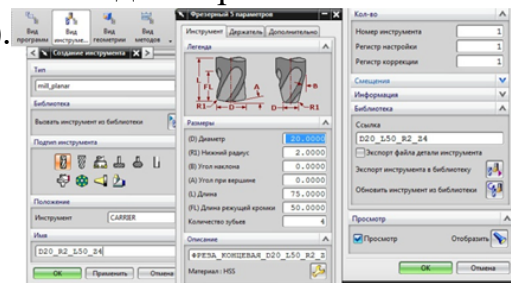 Вид программ
Вид инструме...
Вид геометрии
Вид методов
Создание инструмента
Тип
mill_planar
Библиотека
Вызвать инструмент из библиотеки
Подтип инструмента
Положение
Инструмент CARRIER
Имя
D20_R2_L50_Z4
ОК Применить Отмена
Фрезерный 5 параметров
Инструмент Держатель Дополнительно
Легенда
L
FL
A
B
R1
D
D
R1
Размеры
(D) Диаметр 20.0000
(R1) Нижний радиус 2.0000
(B) Угол наклона 0.0000
(A) Угол при вершине 0.0000
(L) Длина 75.0000
(FL) Длина режущей кромки 50.0000
Количество зубьев 4
Описание
ФРЕЗА_КОНЦЕВАЯ_D20_L50_R2_Z
Материал : HSS
Кол-во
Номер инструмента 1
Регистр настройки 1
Регистр коррекции 1
Смещения
Информация
Библиотека
Ссылка
D20_L50_R2_Z4
Экспорт файла детали инструмента
Экспорт инструмента в библиотеку
Обновить инструмент из библиотеки
Просмотр
Просмотр Отобразить
ОК Отмена